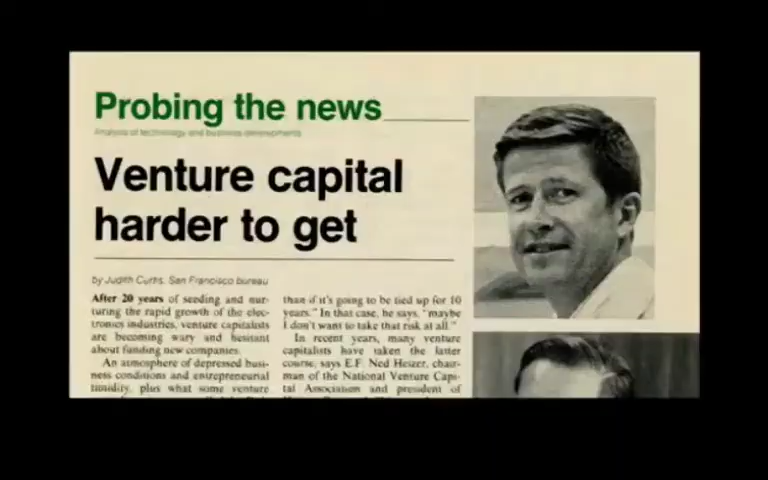 Probing the news
Analysis of technology and business developments
Venture capital
harder to get
by Judith Curtis, San Francisco bureau
After 20 years of seeding and nur-
turing the rapid growth of the elec-
tronics industries, venture capitalists
are becoming wary and hesitant
about funding new companies.
An atmosphere of depressed busi-
ness conditions and entrepreneurial
timidity, plus what some venture
than if it's going to be tied up for 10
years." In that case, he says, "maybe
I don't want to take that risk at all."
In recent years, many venture
capitalists have taken the latter
course, says E.F. Ned Heizer, chair-
man of the National Venture Capi-
tal Association and president of